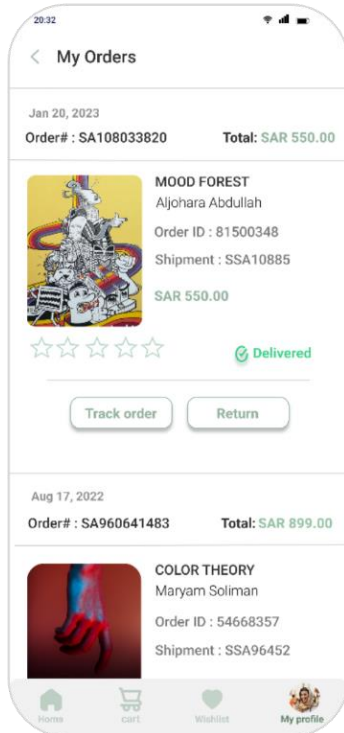 20:32
My Orders
Jan 20, 2023
Order# : SA108033820 Total: SAR 550.00
MOOD FOREST
Aljohara Abdullah
Order ID : 81500348
Shipment : SSA10885
SAR 550.00
Delivered
Track order Return
Aug 17, 2022
Order# : SA960641483 Total: SAR 899.00
COLOR THEORY
Maryam Soliman
Order ID : 54668357
Shipment : SSA96452
Home cart Wishlist My profile